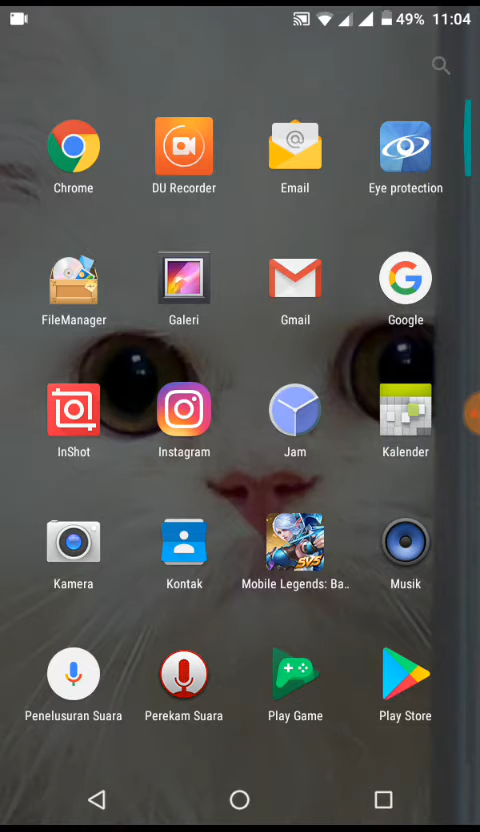 49% 11:04
Chrome
DU Recorder
Email
Eye protection
FileManager
Galeri
Gmail
Google
InShot
Instagram
Jam
Kalender
Kamera
Kontak
Mobile Legends: Ba..
Musik
Penelusuran Suara
Perekam Suara
Play Game
Play Store